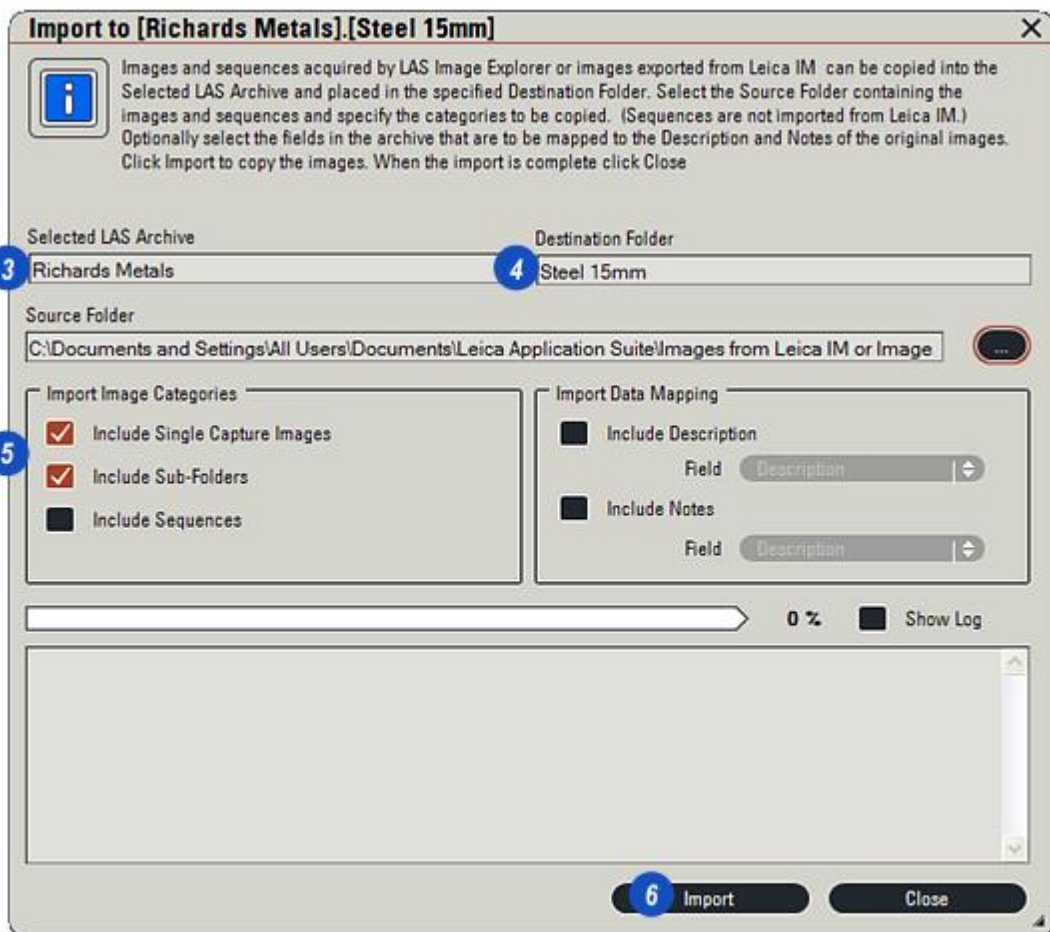 Import to [Richards Metals].[Steel 15mm]
Images and sequences acquired by LAS Image Explorer or images exported from Leica IM can be copied into the
Selected LAS Archive and placed in the specified Destination Folder. Select the Source Folder containing the
images and sequences and specify the categories to be copied. (Sequences are not imported from Leica IM.)
Optionally select the fields in the archive that are to be mapped to the Description and Notes of the original images.
Click Import to copy the images. When the import is complete click Close
Selected LAS Archive
Destination Folder
3 Richards Metals
4 Steel 15mm
Source Folder
C:\Documents and Settings\All Users\Documents\Leica Application Suite\Images from Leica IM or Image
...
Import Image Categories
5
Include Single Capture Images
Include Sub-Folders
Include Sequences
Import Data Mapping
Include Description
Field Description
Include Notes
Field Description
0 %
Show Log
6 Import
Close